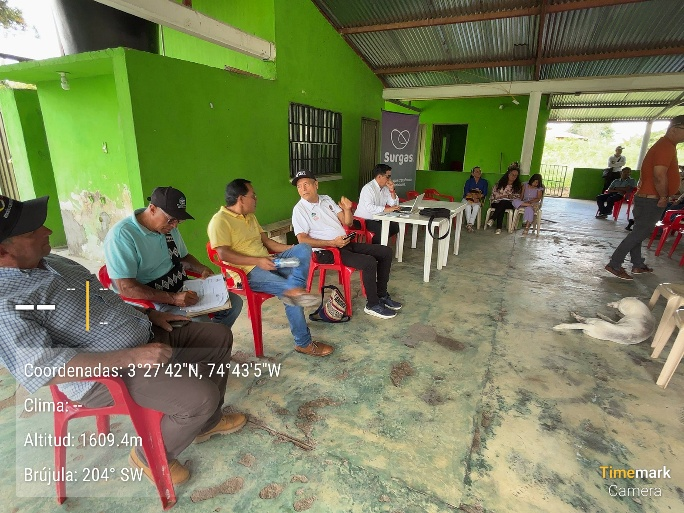 Surgas
Coordenadas: 3°27'42"N, 74°43'5"W
Clima: --
Altitud: 1609.4m
Brújula: 204° SW
Timemark
Camera